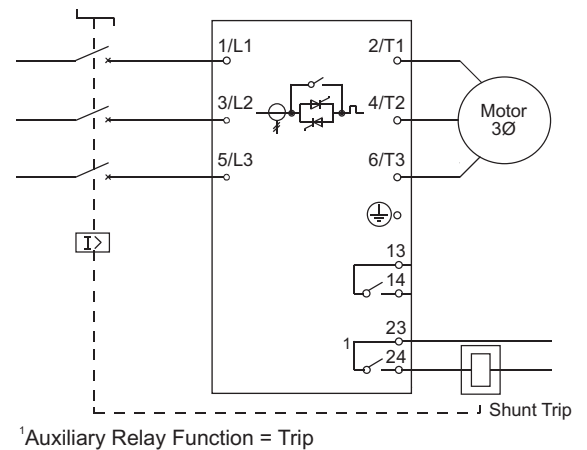 1/L1
2/T1
3/L2
4/T2
Motor
3Ø
5/L3
6/T3
I>
13
14
23
1
24
Shunt Trip
¹Auxiliary Relay Function = Trip